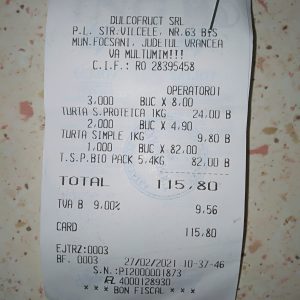 DULCOFRUCT SRL
P.L. STR.VILCELE, NR.63 BIS
MUN.FOCSANI, JUDETUL VRANCEA
VA MULTUMIM!!!
C.I.F.: RO 28395458
OPERATOR01
3,000 BUC X 8,00
TURTA S.PROTEICA 1KG 24,00 B
2,000 BUC X 4,90
TURTA SIMPLE 1KG 9,80 B
1,000 BUC X 82,00
T.S.P.BIO PACK 5,4KG 82,00 B
TOTAL 115,80
TVA B 9,00% 9,56
CARD 115,80
EJTRZ:0003
BF. 0003 27/02/2021 10-37-46
S.N.:P12000001873
4000128930
* * * BON FISCAL * * *